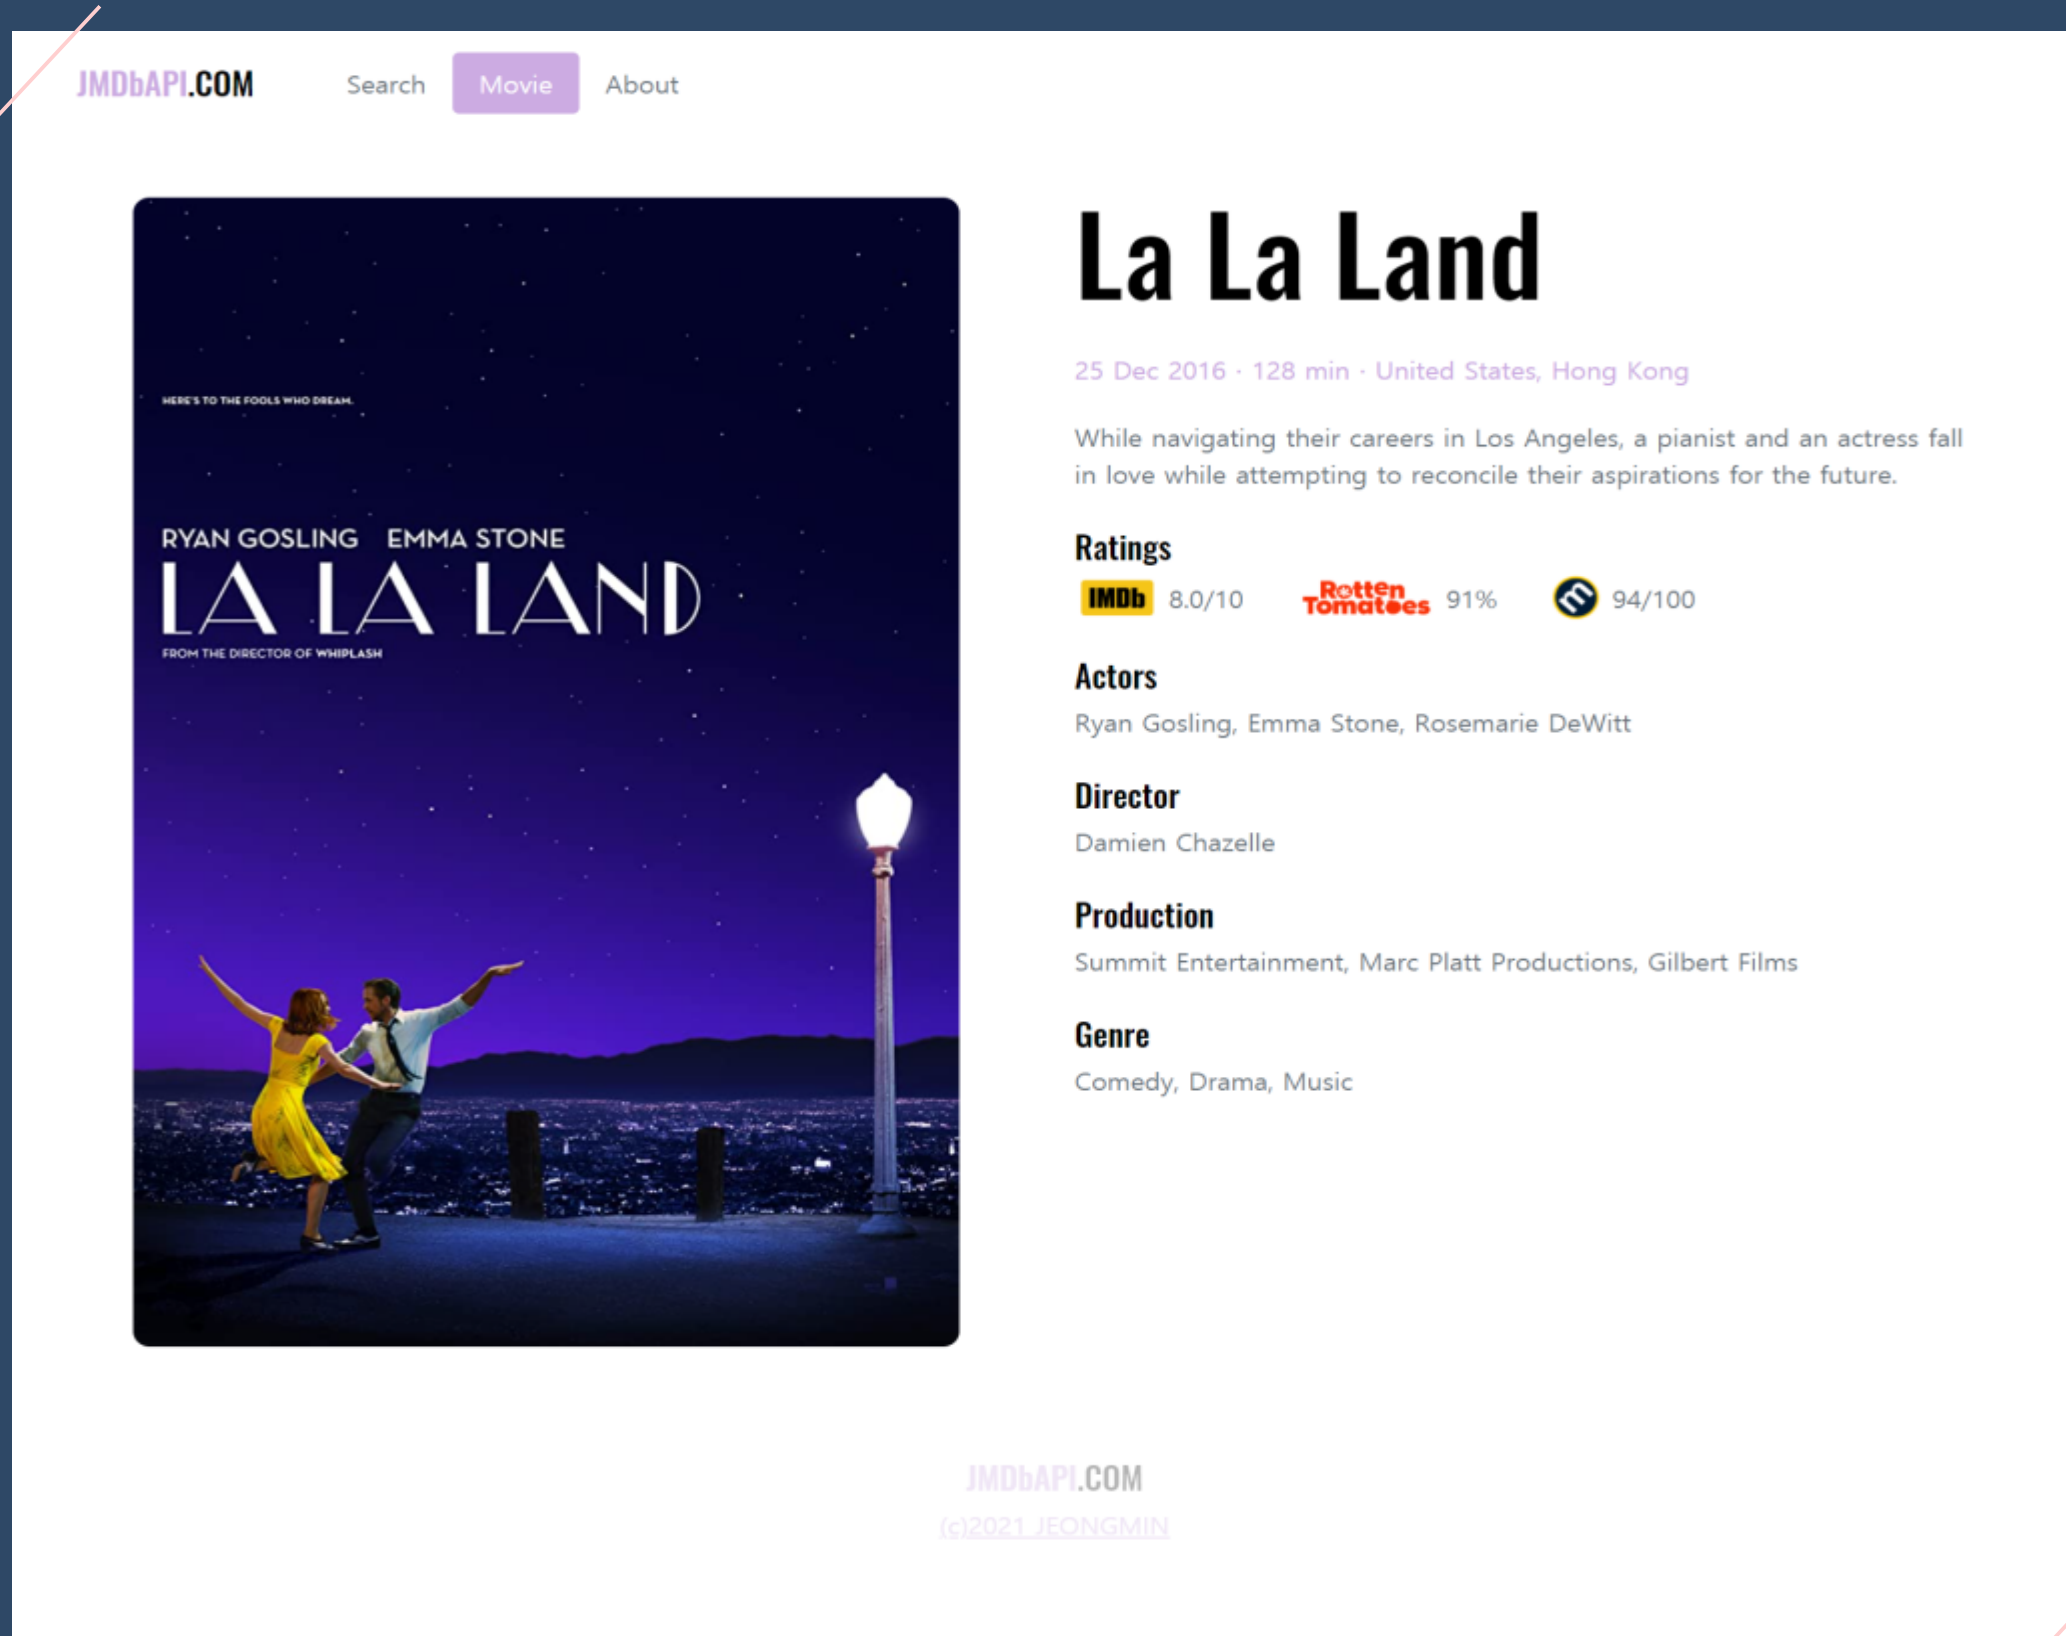 JMDbAPI.COM
Search Movie About
HERE'S TO THE FOOLS WHO DREAM.
RYAN GOSLING EMMA STONE
LA LA LAND
FROM THE DIRECTOR OF WHIPLASH
La La Land
25 Dec 2016 · 128 min · United States, Hong Kong
While navigating their careers in Los Angeles, a pianist and an actress fall
in love while attempting to reconcile their aspirations for the future.
Ratings
IMDb 8.0/10 Rotten Tomatoes 91% m 94/100
Actors
Ryan Gosling, Emma Stone, Rosemarie DeWitt
Director
Damien Chazelle
Production
Summit Entertainment, Marc Platt Productions, Gilbert Films
Genre
Comedy, Drama, Music
JMDbAPI.COM
(c)2021 JEONGMIN